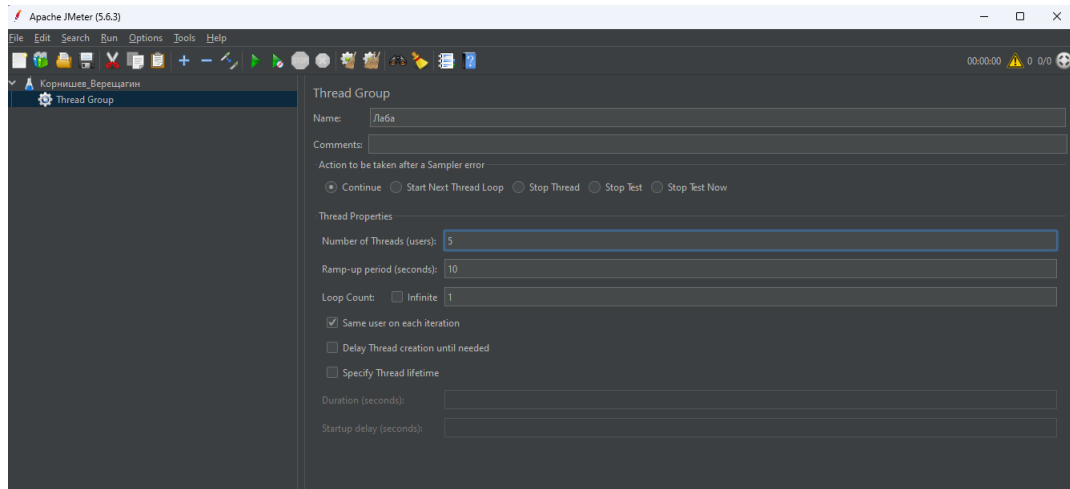 Apache JMeter (5.6.3)
File Edit Search Run Options Tools Help
00:00:00 0 0/0
Корнишев_Верещагин
Thread Group
Thread Group
Name: Лаба
Comments:
Action to be taken after a Sampler error
Continue Start Next Thread Loop Stop Thread Stop Test Stop Test Now
Thread Properties
Number of Threads (users): 5
Ramp-up period (seconds): 10
Loop Count: Infinite 1
Same user on each iteration
Delay Thread creation until needed
Specify Thread lifetime
Duration (seconds):
Startup delay (seconds):